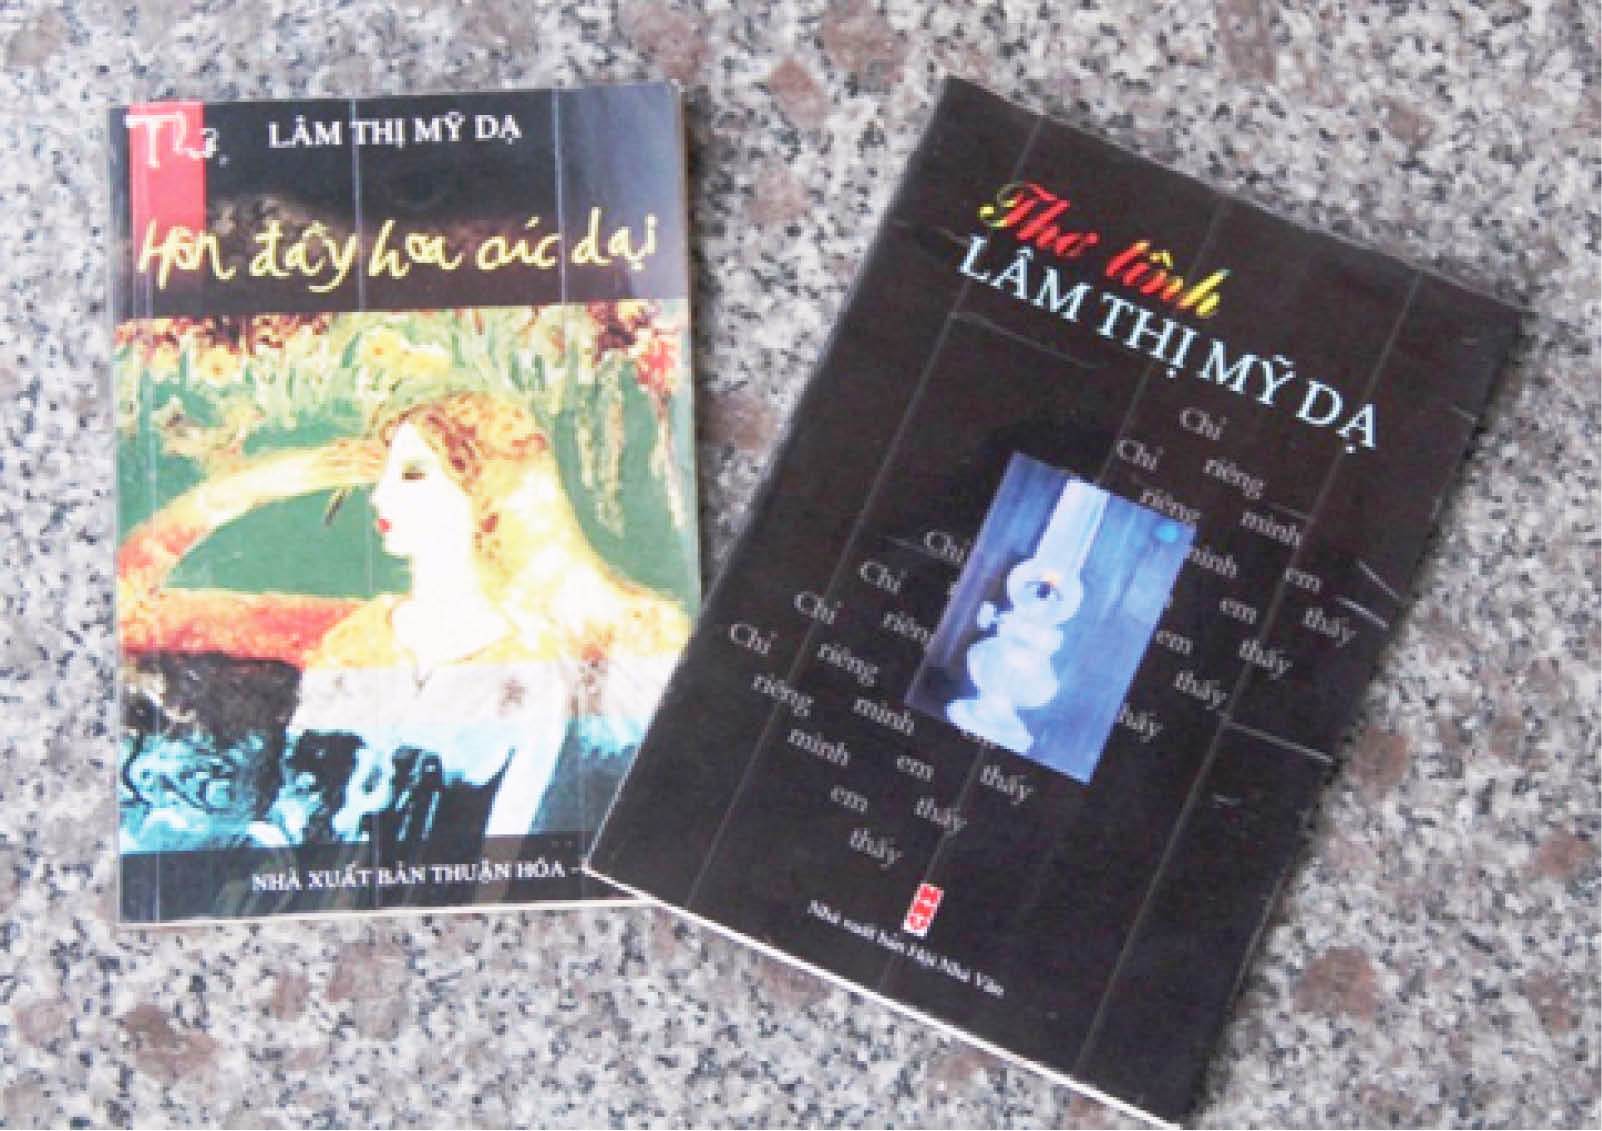 Thơ
LÂM THỊ MỸ DẠ
Hồn đầy hoa cúc dại
NHÀ XUẤT BẢN THUẬN HÓA -
Thơ tình
LÂM THỊ MỸ DẠ
Chỉ
Chỉ riêng
riêng mình
Chỉ mình em
Chỉ em thấy
Chỉ riêng em thấy
Chỉ riêng thấy
riêng mình thấy
mình em thấy
em thấy
thấy
Nhà xuất bản Hội Nhà Văn